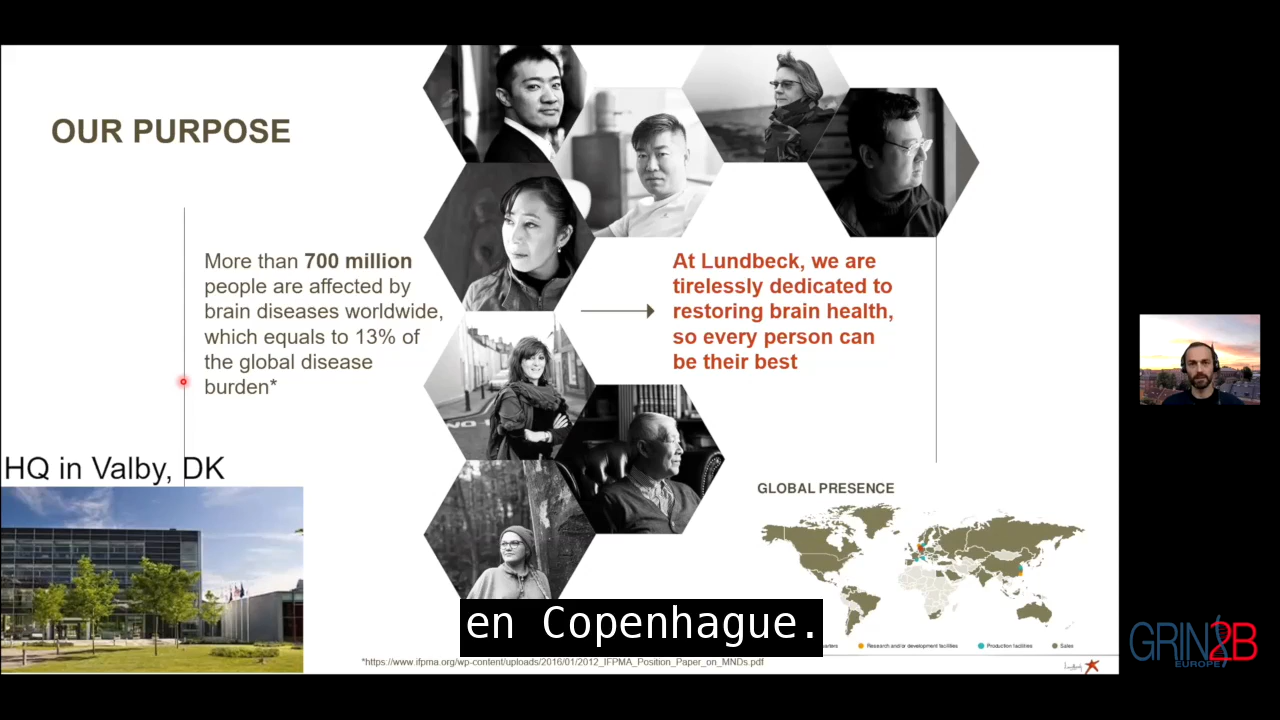 OUR PURPOSE
More than 700 million
people are affected by
brain diseases worldwide,
which equals to 13% of
the global disease
burden*
At Lundbeck, we are
tirelessly dedicated to
restoring brain health,
so every person can
be their best
HQ in Valby, DK
GLOBAL PRESENCE
en Copenhague.
Research and/or development facilities
Production facilities
Sales
*https://www.ifpma.org/wp-content/uploads/2016/01/2012_IFPMA_Position_Paper_on_MNDs.pdf
Lundbeck
GRIN2B
EUROPE